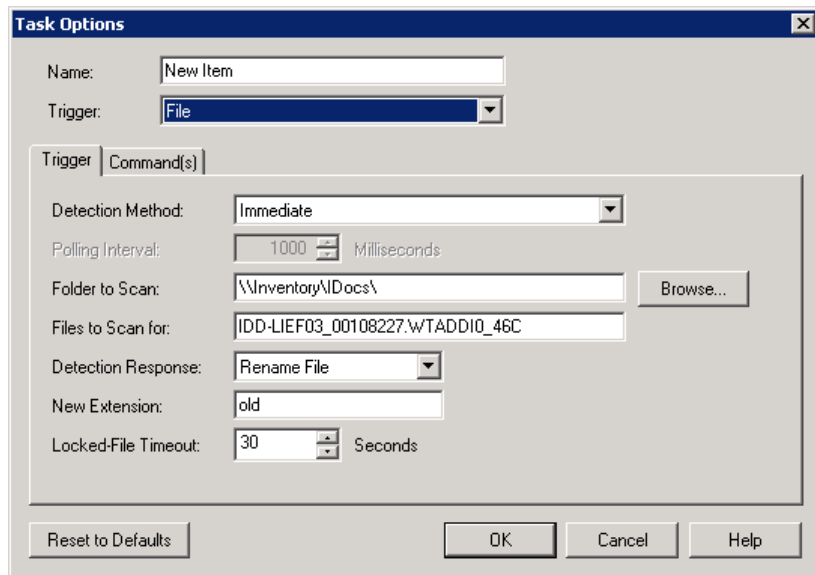 Task Options
Name: New Item
Trigger: File
Trigger Command(s)
Detection Method: Immediate
Polling Interval: 1000 Milliseconds
Folder to Scan: \\Inventory\IDocs\ Browse...
Files to Scan for: IDD-LIEF03_00108227.WTADDI0_46C
Detection Response: Rename File
New Extension: old
Locked-File Timeout: 30 Seconds
Reset to Defaults OK Cancel Help